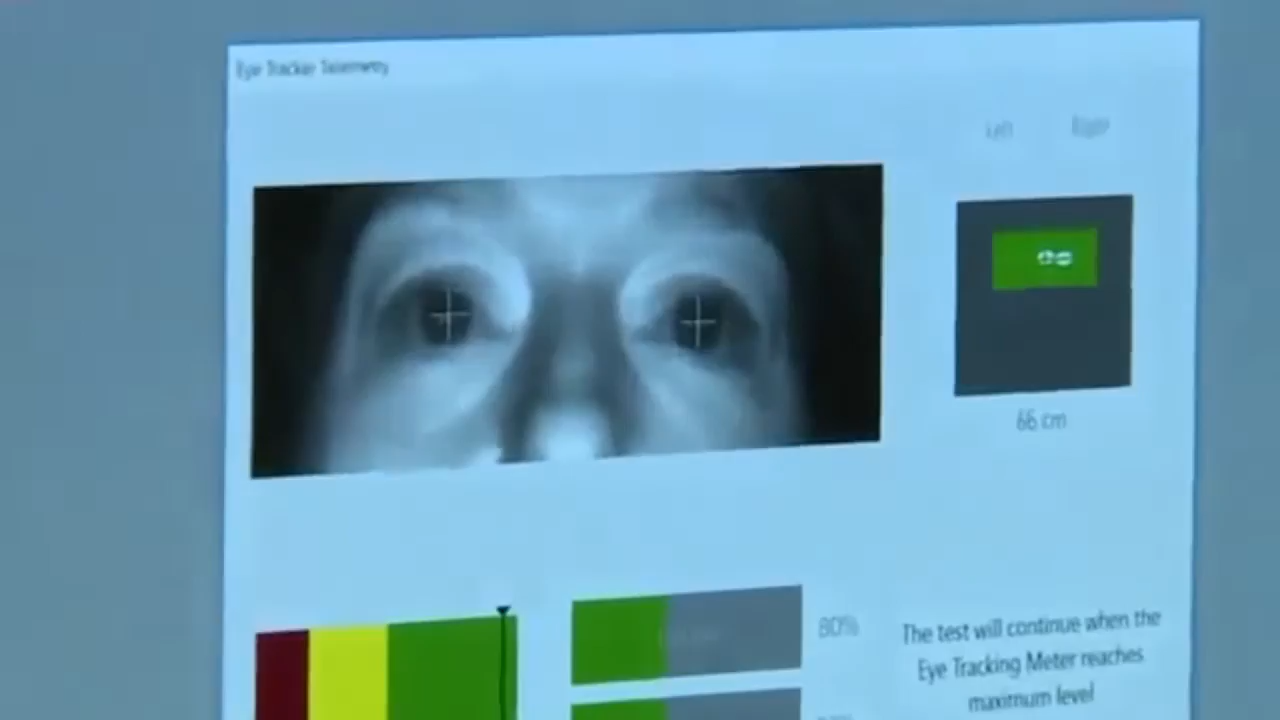 Eye Tracker Telemetry
Left Right
66 cm
80%
The test will continue when the
Eye Tracking Meter reaches
maximum level